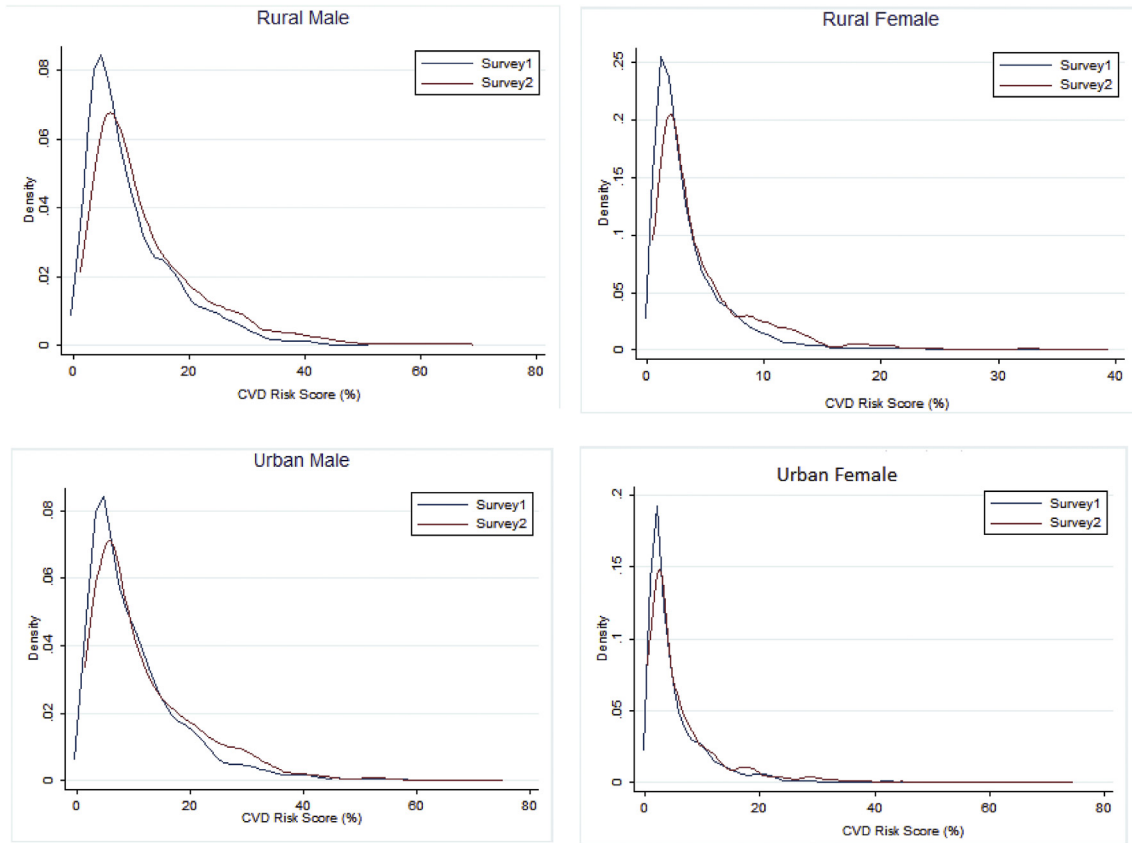 Rural Male
Survey1
Survey2
Density
.08
.06
.04
.02
0
0 20 40 60 80
CVD Risk Score (%)
Rural Female
Survey1
Survey2
Density
.25
.2
.15
.1
.05
0
0 10 20 30 40
CVD Risk Score (%)
Urban Male
Survey1
Survey2
Density
.08
.06
.04
.02
0
0 20 40 60 80
CVD Risk Score (%)
Urban Female
Survey1
Survey2
Density
.2
.15
.1
.05
0
0 20 40 60 80
CVD Risk Score (%)